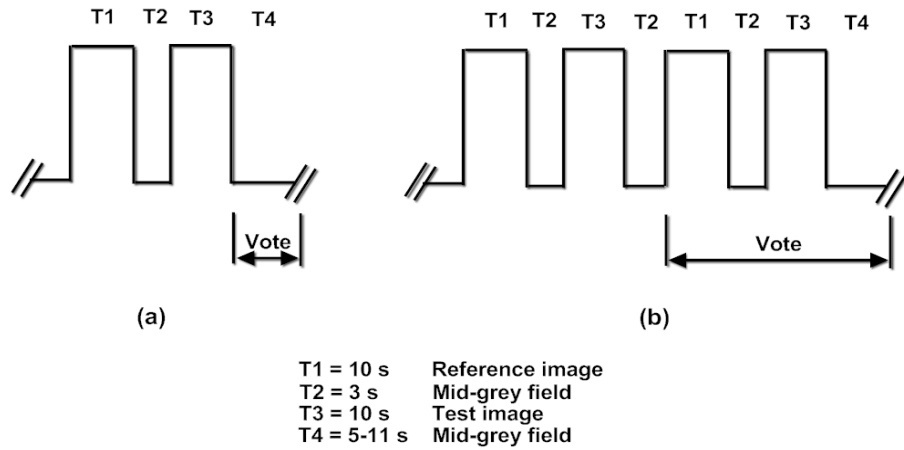 T1 T2 T3 T4
T1 T2 T3 T2 T1 T2 T3 T4
Vote
Vote
(a)
(b)
T1 = 10 s Reference image
T2 = 3 s Mid-grey field
T3 = 10 s Test image
T4 = 5-11 s Mid-grey field